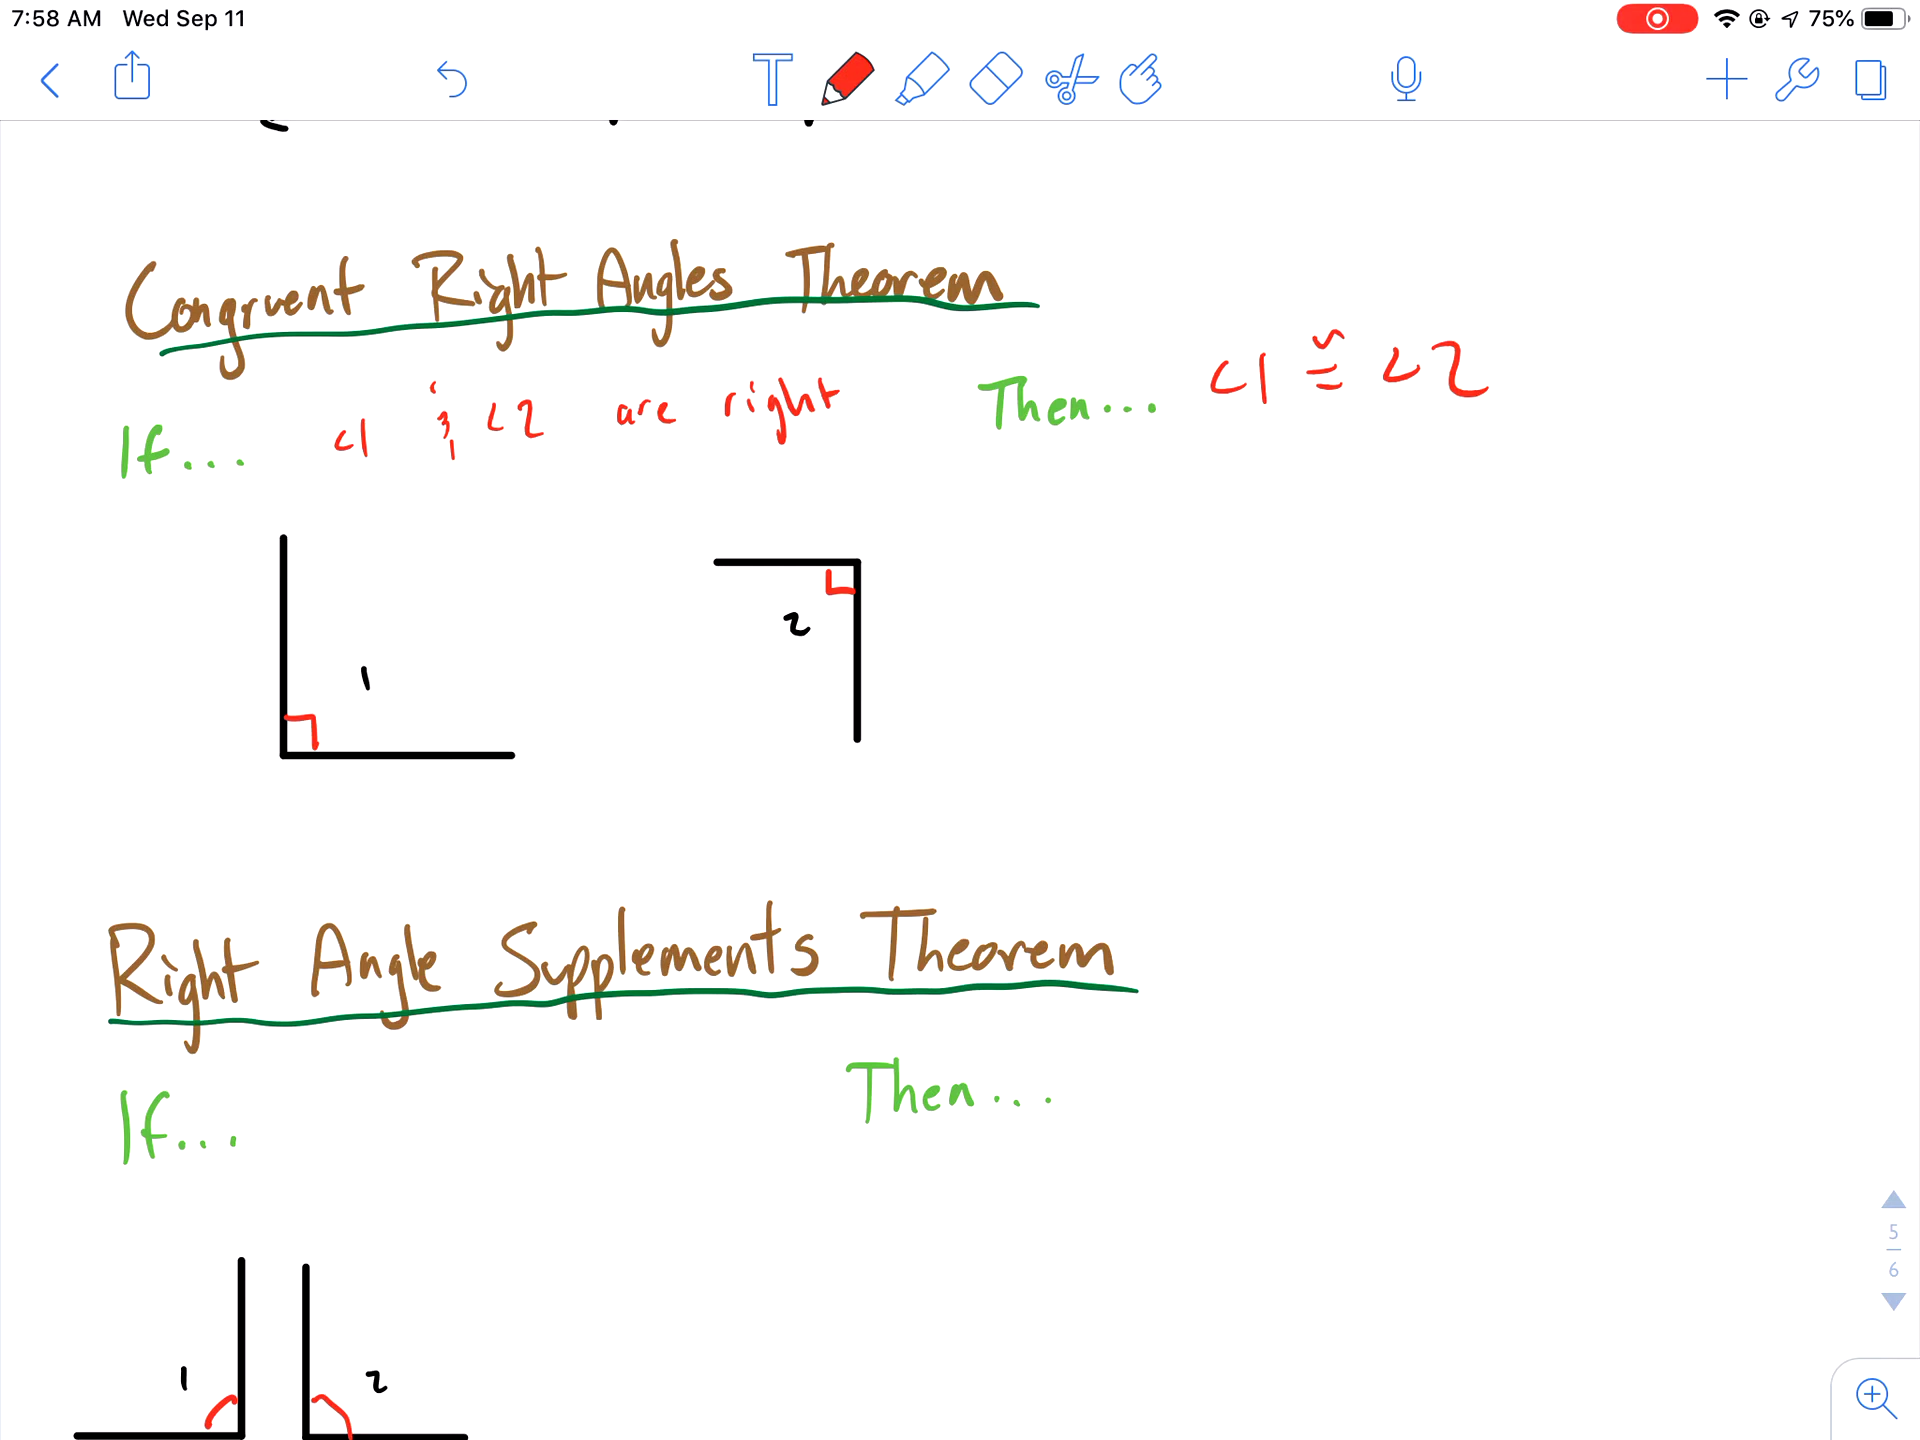 7:58 AM Wed Sep 11 75%
T
Congruent Right Angles Theorem
If... <1 & <2 are right Then... <1 ≅ <2
1 2
Right Angle Supplements Theorem
If... Then...
5
6
1 2